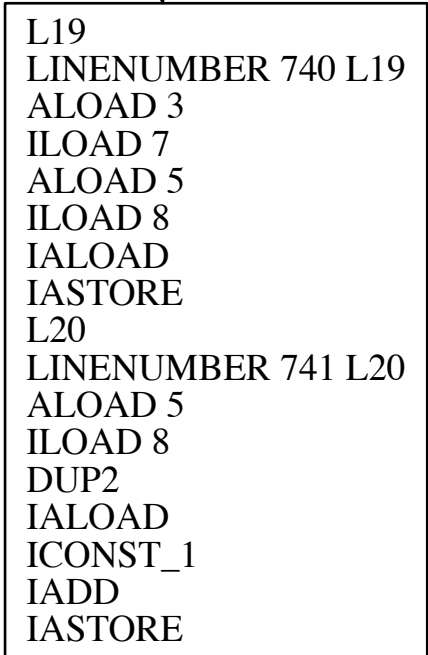 L19
LINENUMBER 740 L19
ALOAD 3
ILOAD 7
ALOAD 5
ILOAD 8
IALOAD
IASTORE
L20
LINENUMBER 741 L20
ALOAD 5
ILOAD 8
DUP2
IALOAD
ICONST_1
IADD
IASTORE